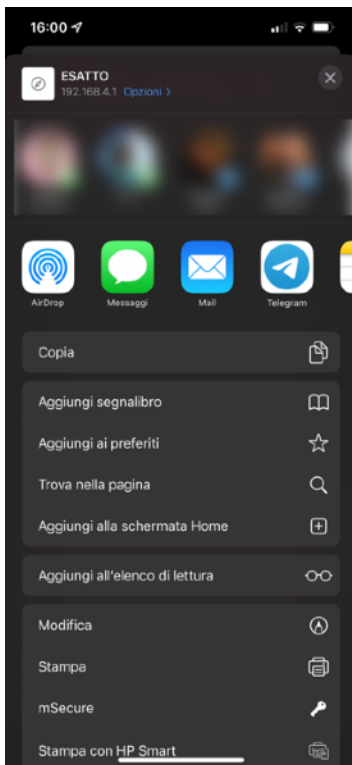 16:00
ESATTO
192.168.4.1 Opzioni >
AirDrop Messaggi Mail Telegram
Copia
Aggiungi segnalibro
Aggiungi ai preferiti
Trova nella pagina
Aggiungi alla schermata Home
Aggiungi all'elenco di lettura
Modifica
Stampa
mSecure
Stampa con HP Smart